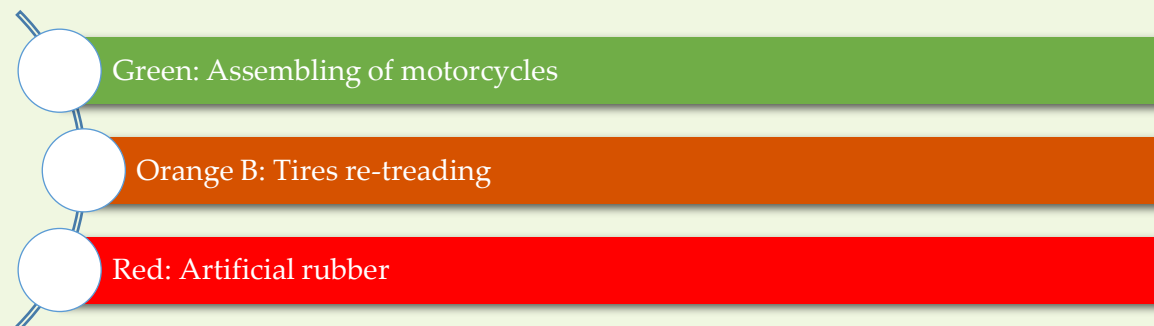 Green: Assembling of motorcycles
Orange B: Tires re-treading
Red: Artificial rubber